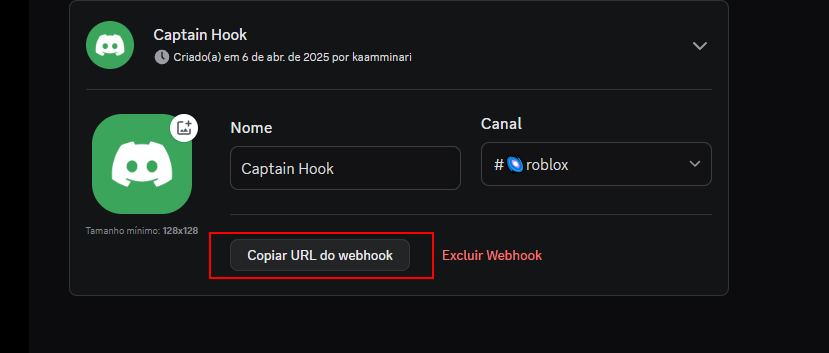 Captain Hook
Criado(a) em 6 de abr. de 2025 por kaamminari
Nome
Canal
Captain Hook
# roblox
Tamanho mínimo: 128x128
Copiar URL do webhook
Excluir Webhook